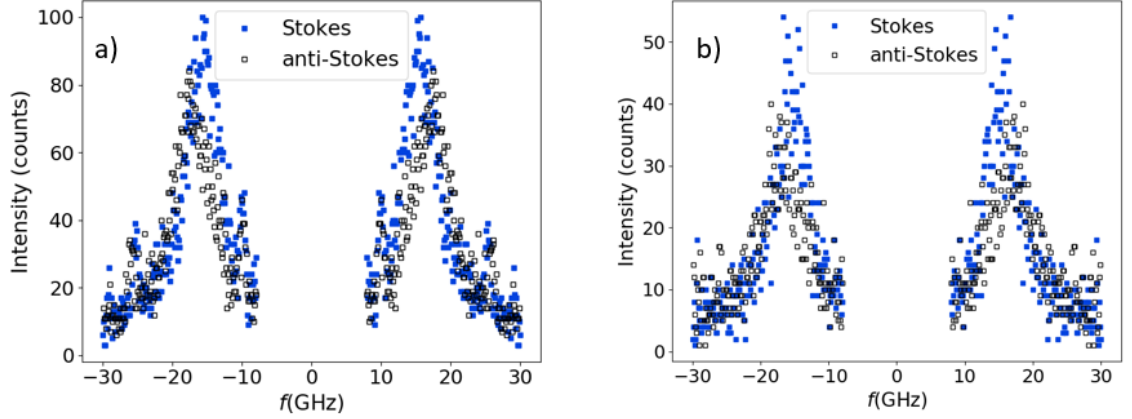 a)
Stokes
anti-Stokes
Intensity (counts)
100
80
60
40
20
0
−30 −20 −10 0 10 20 30
f(GHz)
b)
Stokes
anti-Stokes
Intensity (counts)
50
40
30
20
10
0
−30 −20 −10 0 10 20 30
f(GHz)